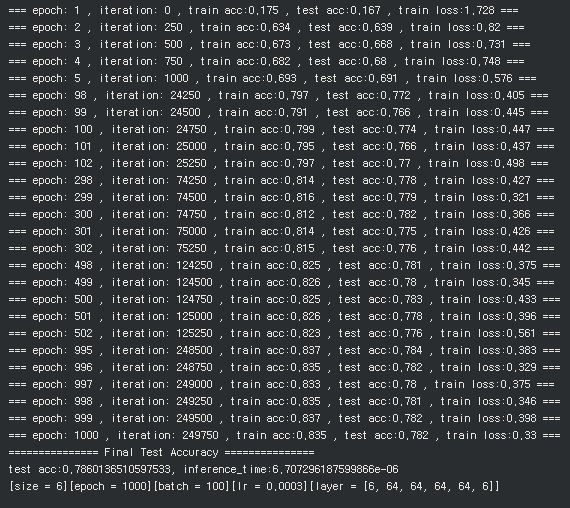 === epoch: 1 , iteration: 0 , train acc:0.175 , test acc:0.167 , train loss:1.728 ===
=== epoch: 2 , iteration: 250 , train acc:0.634 , test acc:0.639 , train loss:0.82 ===
=== epoch: 3 , iteration: 500 , train acc:0.673 , test acc:0.668 , train loss:0.731 ===
=== epoch: 4 , iteration: 750 , train acc:0.682 , test acc:0.68 , train loss:0.748 ===
=== epoch: 5 , iteration: 1000 , train acc:0.693 , test acc:0.691 , train loss:0.576 ===
=== epoch: 98 , iteration: 24250 , train acc:0.797 , test acc:0.772 , train loss:0.405 ===
=== epoch: 99 , iteration: 24500 , train acc:0.791 , test acc:0.766 , train loss:0.445 ===
=== epoch: 100 , iteration: 24750 , train acc:0.799 , test acc:0.774 , train loss:0.447 ===
=== epoch: 101 , iteration: 25000 , train acc:0.795 , test acc:0.766 , train loss:0.437 ===
=== epoch: 102 , iteration: 25250 , train acc:0.797 , test acc:0.77 , train loss:0.498 ===
=== epoch: 298 , iteration: 74250 , train acc:0.814 , test acc:0.778 , train loss:0.427 ===
=== epoch: 299 , iteration: 74500 , train acc:0.816 , test acc:0.779 , train loss:0.321 ===
=== epoch: 300 , iteration: 74750 , train acc:0.812 , test acc:0.782 , train loss:0.366 ===
=== epoch: 301 , iteration: 75000 , train acc:0.814 , test acc:0.775 , train loss:0.426 ===
=== epoch: 302 , iteration: 75250 , train acc:0.815 , test acc:0.776 , train loss:0.442 ===
=== epoch: 498 , iteration: 124250 , train acc:0.825 , test acc:0.781 , train loss:0.375 ===
=== epoch: 499 , iteration: 124500 , train acc:0.826 , test acc:0.78 , train loss:0.345 ===
=== epoch: 500 , iteration: 124750 , train acc:0.825 , test acc:0.783 , train loss:0.433 ===
=== epoch: 501 , iteration: 125000 , train acc:0.826 , test acc:0.778 , train loss:0.396 ===
=== epoch: 502 , iteration: 125250 , train acc:0.823 , test acc:0.776 , train loss:0.561 ===
=== epoch: 995 , iteration: 248500 , train acc:0.837 , test acc:0.784 , train loss:0.383 ===
=== epoch: 996 , iteration: 248750 , train acc:0.835 , test acc:0.782 , train loss:0.329 ===
=== epoch: 997 , iteration: 249000 , train acc:0.833 , test acc:0.78 , train loss:0.375 ===
=== epoch: 998 , iteration: 249250 , train acc:0.835 , test acc:0.781 , train loss:0.346 ===
=== epoch: 999 , iteration: 249500 , train acc:0.837 , test acc:0.782 , train loss:0.398 ===
=== epoch: 1000 , iteration: 249750 , train acc:0.835 , test acc:0.782 , train loss:0.33 ===
=============== Final Test Accuracy ===============
test acc:0.7860136510597533, inference_time:6.707296187599866e-06
[size = 6][epoch = 1000][batch = 100][lr = 0.0003][layer = [6, 64, 64, 64, 64, 6]]